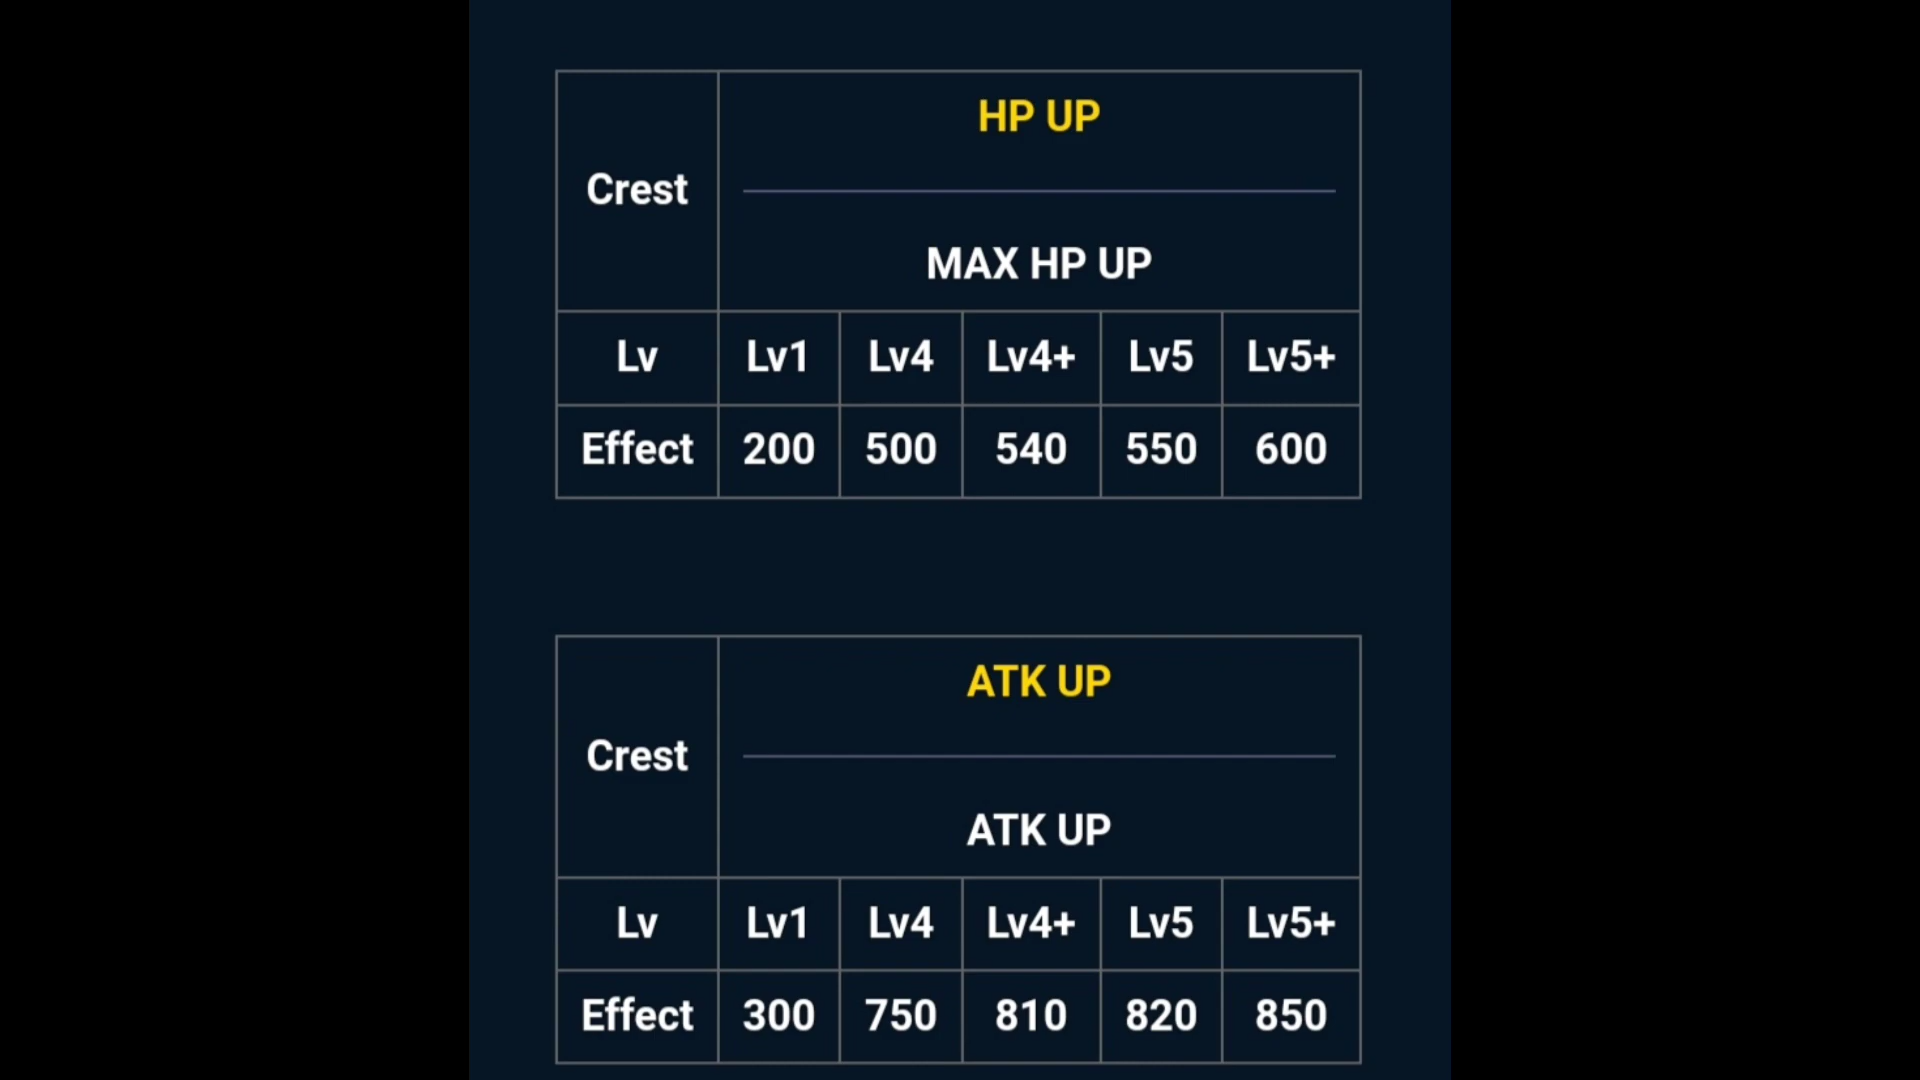 HP UP
Crest
MAX HP UP
Lv Lv1 Lv4 Lv4+ Lv5 Lv5+
Effect 200 500 540 550 600
ATK UP
Crest
ATK UP
Lv Lv1 Lv4 Lv4+ Lv5 Lv5+
Effect 300 750 810 820 850